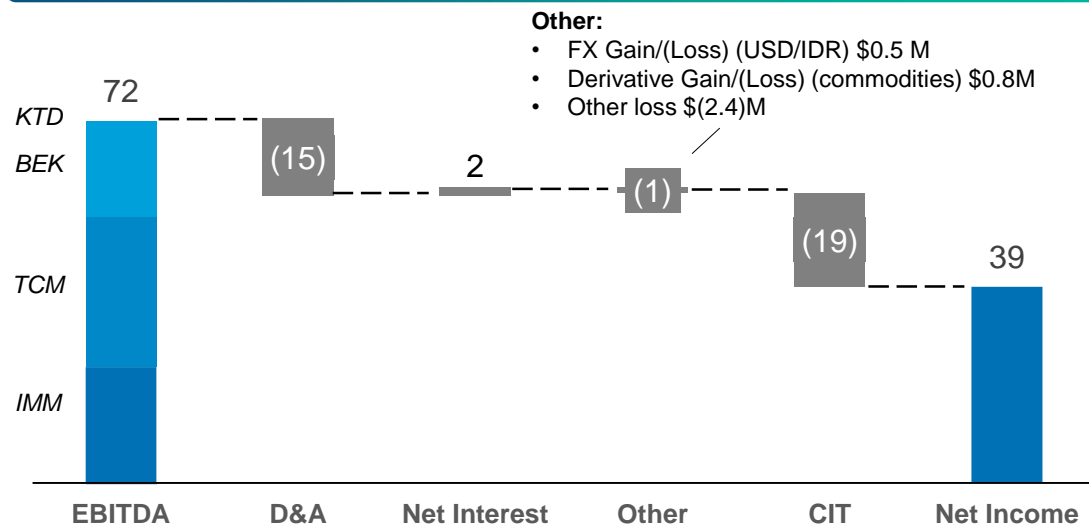 Other:
• FX Gain/(Loss) (USD/IDR) $0.5 M
• Derivative Gain/(Loss) (commodities) $0.8M
• Other loss $(2.4)M
72
KTD
BEK
TCM
IMM
(15)
2
(1)
(19)
39
EBITDA D&A Net Interest Other CIT Net Income